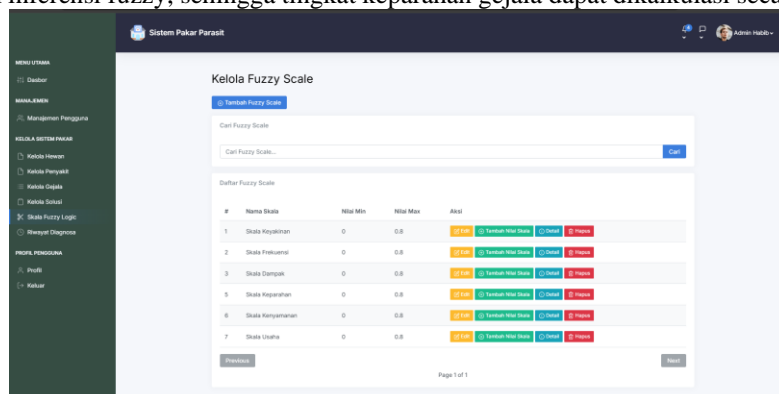 inferensi fuzzy, sehingga tingkat keparahan gejala dapat dikalkulasi secu
Sistem Pakar Parasit
Admin Habib
MENU UTAMA
Dasbor
MANAJEMEN
Manajemen Pengguna
KELOLA SISTEM PAKAR
Kelola Hewan
Kelola Penyakit
Kelola Gejala
Kelola Solusi
Skala Fuzzy Logic
Riwayat Diagnosa
PROFIL PENGGUNA
Profil
Keluar
Kelola Fuzzy Scale
Tambah Fuzzy Scale
Cari Fuzzy Scale
Cari Fuzzy Scale... Cari
Daftar Fuzzy Scale
# Nama Skala Nilai Min Nilai Max Aksi
1 Skala Keyakinan 0 0.8 Edit Tambah Nilai Skala Detail Hapus
2 Skala Frekuensi 0 0.8 Edit Tambah Nilai Skala Detail Hapus
3 Skala Dampak 0 0.8 Edit Tambah Nilai Skala Detail Hapus
5 Skala Keparahan 0 0.8 Edit Tambah Nilai Skala Detail Hapus
6 Skala Kenyamanan 0 0.8 Edit Tambah Nilai Skala Detail Hapus
7 Skala Usaha 0 0.8 Edit Tambah Nilai Skala Detail Hapus
Previous Next
Page 1 of 1